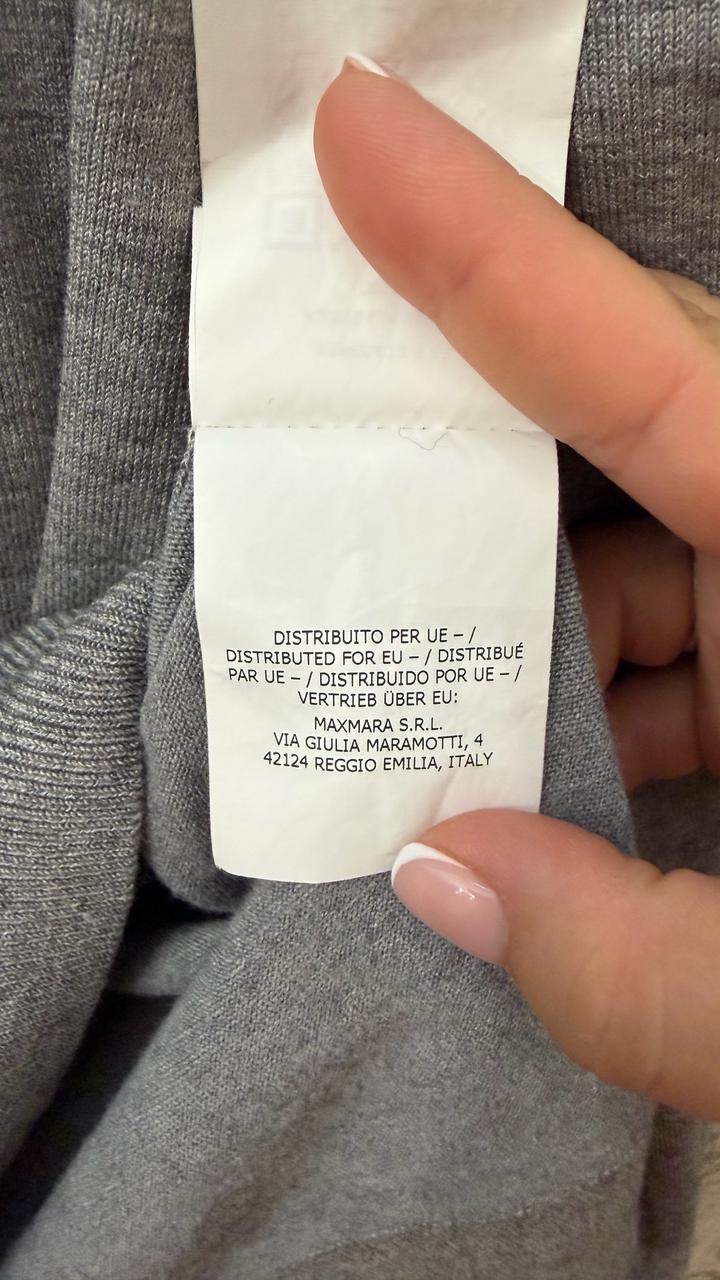 DISTRIBUITO PER UE – /
DISTRIBUTED FOR EU – / DISTRIBUÉ
PAR UE – / DISTRIBUIDO POR UE – /
VERTRIEB ÜBER EU:
MAXMARA S.R.L.
VIA GIULIA MARAMOTTI, 4
42124 REGGIO EMILIA, ITALY